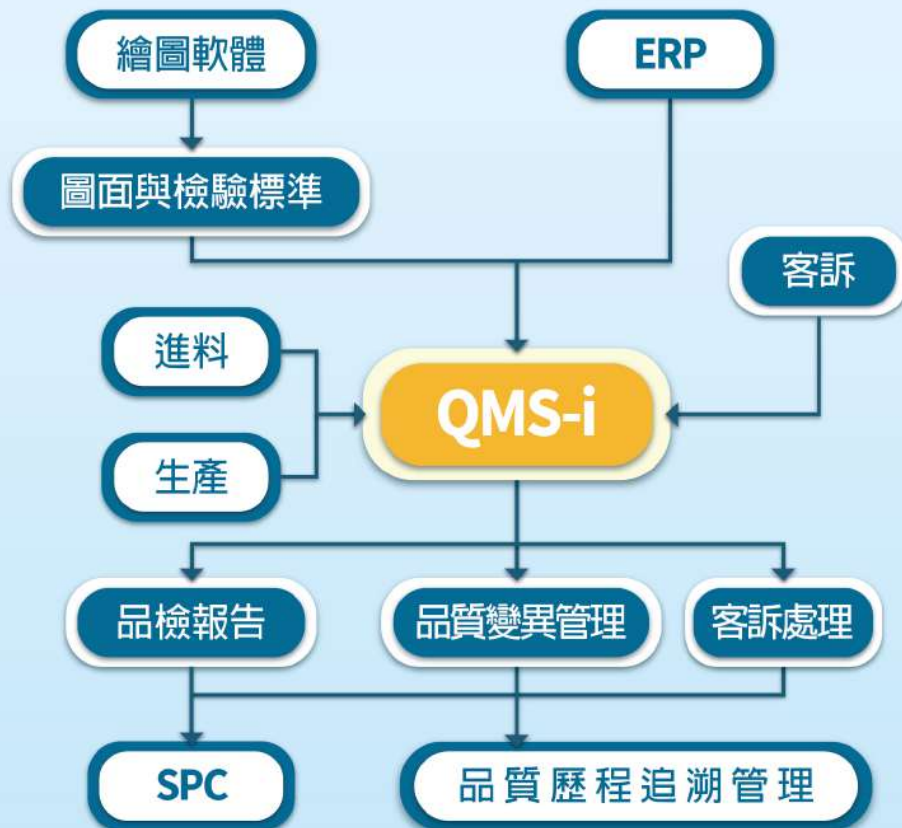 繪圖軟體
ERP
圖面與檢驗標準
客訴
進料
QMS-i
生產
品檢報告
品質變異管理
客訴處理
SPC
品質歷程追溯管理